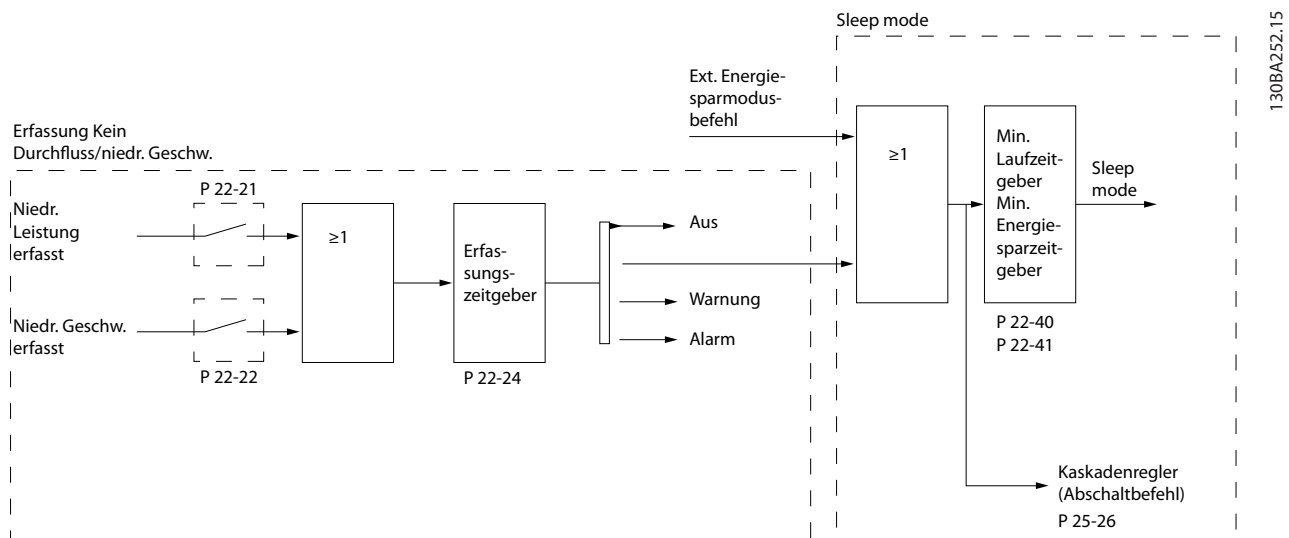 Sleep mode
130BA252.15
Ext. Energie-
sparmodus-
befehl
Erfassung Kein
Durchfluss/niedr. Geschw.
P 22-21
Niedr.
Leistung
erfasst
≥1
Erfas-
sungs-
zeitgeber
Aus
Warnung
Alarm
Niedr. Geschw.
erfasst
P 22-22
P 22-24
≥1
Min.
Laufzeit-
geber
Min.
Energie-
sparzeit-
geber
Sleep
mode
P 22-40
P 22-41
Kaskadenregler
(Abschaltbefehl)
P 25-26